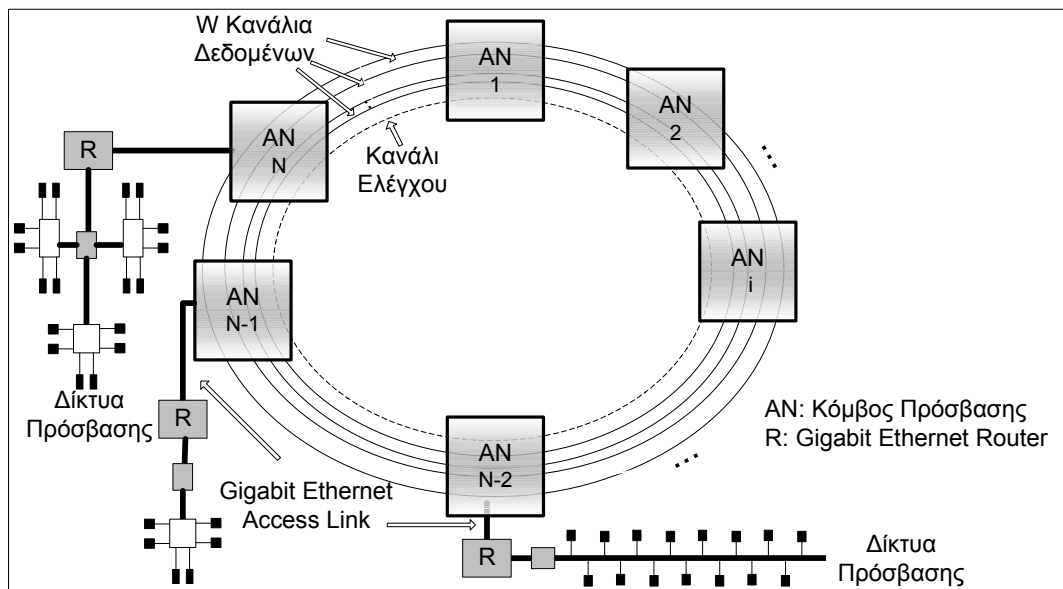 W Κανάλια
Δεδομένων
AN
1
AN
2
AN
N
R
Κανάλι
Ελέγχου
AN
i
AN
N-1
Δίκτυα
Πρόσβασης
R
AN: Κόμβος Πρόσβασης
R: Gigabit Ethernet Router
AN
N-2
Gigabit Ethernet
Access Link
R
Δίκτυα
Πρόσβασης